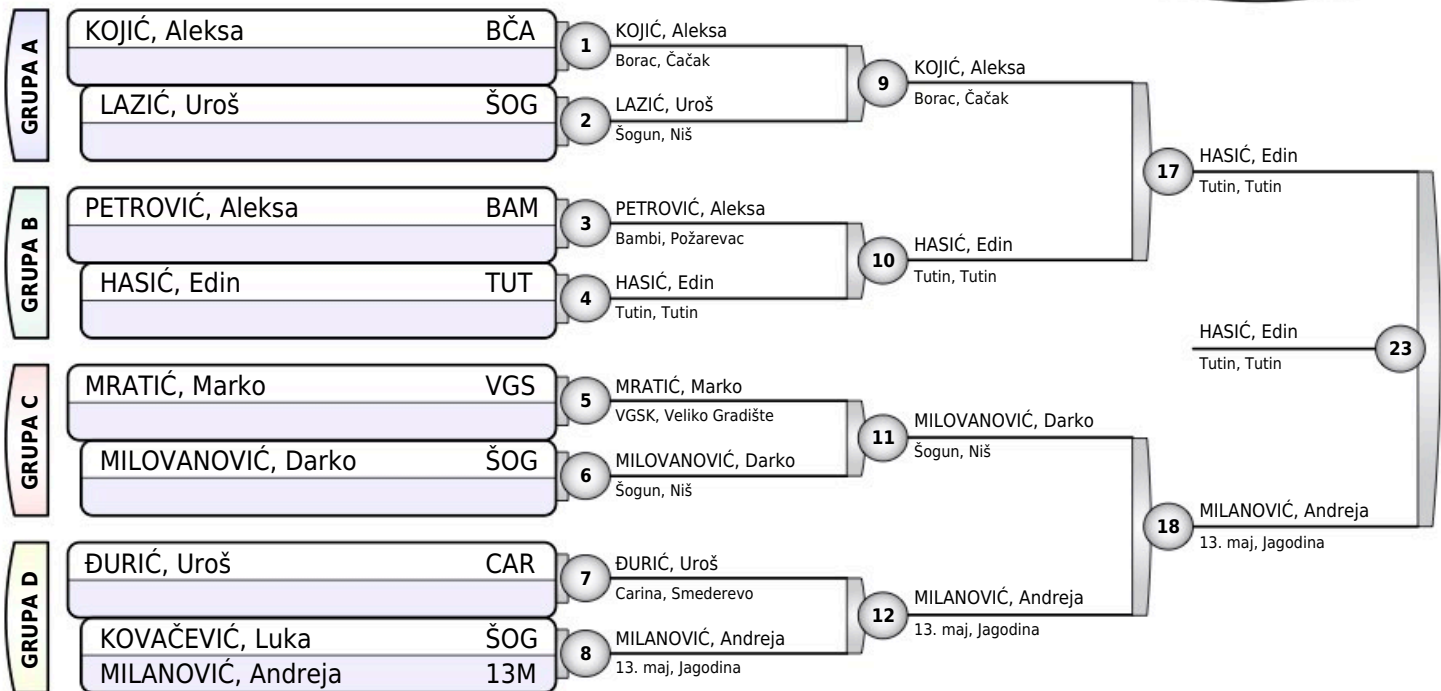 GRUPA A
KOJIĆ, Aleksa BČA
LAZIĆ, Uroš ŠOG
1
KOJIĆ, Aleksa
Borac, Čačak
2
LAZIĆ, Uroš
Šogun, Niš
9
KOJIĆ, Aleksa
Borac, Čačak
GRUPA B
PETROVIĆ, Aleksa BAM
HASIĆ, Edin TUT
3
PETROVIĆ, Aleksa
Bambi, Požarevac
4
HASIĆ, Edin
Tutin, Tutin
10
HASIĆ, Edin
Tutin, Tutin
17
HASIĆ, Edin
Tutin, Tutin
GRUPA C
MRATIĆ, Marko VGS
MILOVANOVIĆ, Darko ŠOG
5
MRATIĆ, Marko
VGSK, Veliko Gradište
6
MILOVANOVIĆ, Darko
Šogun, Niš
11
MILOVANOVIĆ, Darko
Šogun, Niš
GRUPA D
ĐURIĆ, Uroš CAR
KOVAČEVIĆ, Luka ŠOG
MILANOVIĆ, Andreja 13M
7
ĐURIĆ, Uroš
Carina, Smederevo
8
MILANOVIĆ, Andreja
13. maj, Jagodina
12
MILANOVIĆ, Andreja
13. maj, Jagodina
18
MILANOVIĆ, Andreja
13. maj, Jagodina
HASIĆ, Edin
Tutin, Tutin
23